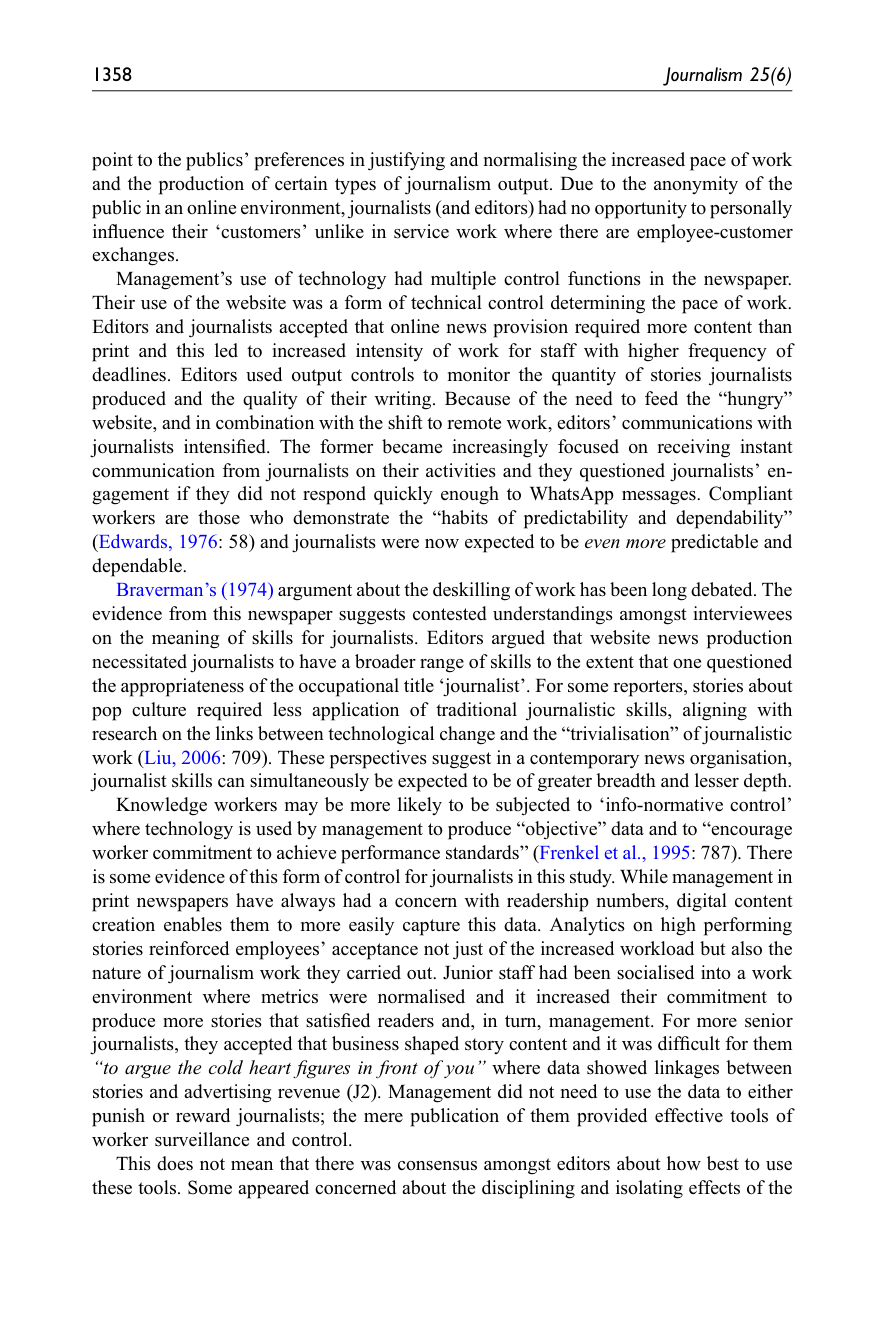 1358
Journalism 25(6)
point to the publics’ preferences in justifying and normalising the increased pace of work
and the production of certain types of journalism output. Due to the anonymity of the
public in an online environment, journalists (and editors) had no opportunity to personally
influence their ‘customers’ unlike in service work where there are employee-customer
exchanges.
Management’s use of technology had multiple control functions in the newspaper.
Their use of the website was a form of technical control determining the pace of work.
Editors and journalists accepted that online news provision required more content than
print and this led to increased intensity of work for staff with higher frequency of
deadlines. Editors used output controls to monitor the quantity of stories journalists
produced and the quality of their writing. Because of the need to feed the “hungry”
website, and in combination with the shift to remote work, editors’ communications with
journalists intensified. The former became increasingly focused on receiving instant
communication from journalists on their activities and they questioned journalists’ en-
gagement if they did not respond quickly enough to WhatsApp messages. Compliant
workers are those who demonstrate the “habits of predictability and dependability”
(Edwards, 1976: 58) and journalists were now expected to be even more predictable and
dependable.
Braverman’s (1974) argument about the deskilling of work has been long debated. The
evidence from this newspaper suggests contested understandings amongst interviewees
on the meaning of skills for journalists. Editors argued that website news production
necessitated journalists to have a broader range of skills to the extent that one questioned
the appropriateness of the occupational title ‘journalist’. For some reporters, stories about
pop culture required less application of traditional journalistic skills, aligning with
research on the links between technological change and the “trivialisation” of journalistic
work (Liu, 2006: 709). These perspectives suggest in a contemporary news organisation,
journalist skills can simultaneously be expected to be of greater breadth and lesser depth.
Knowledge workers may be more likely to be subjected to ‘info-normative control’
where technology is used by management to produce “objective” data and to “encourage
worker commitment to achieve performance standards” (Frenkel et al., 1995: 787). There
is some evidence of this form of control for journalists in this study. While management in
print newspapers have always had a concern with readership numbers, digital content
creation enables them to more easily capture this data. Analytics on high performing
stories reinforced employees’ acceptance not just of the increased workload but also the
nature of journalism work they carried out. Junior staff had been socialised into a work
environment where metrics were normalised and it increased their commitment to
produce more stories that satisfied readers and, in turn, management. For more senior
journalists, they accepted that business shaped story content and it was difficult for them
“to argue the cold heart figures in front of you” where data showed linkages between
stories and advertising revenue (J2). Management did not need to use the data to either
punish or reward journalists; the mere publication of them provided effective tools of
worker surveillance and control.
This does not mean that there was consensus amongst editors about how best to use
these tools. Some appeared concerned about the disciplining and isolating effects of the